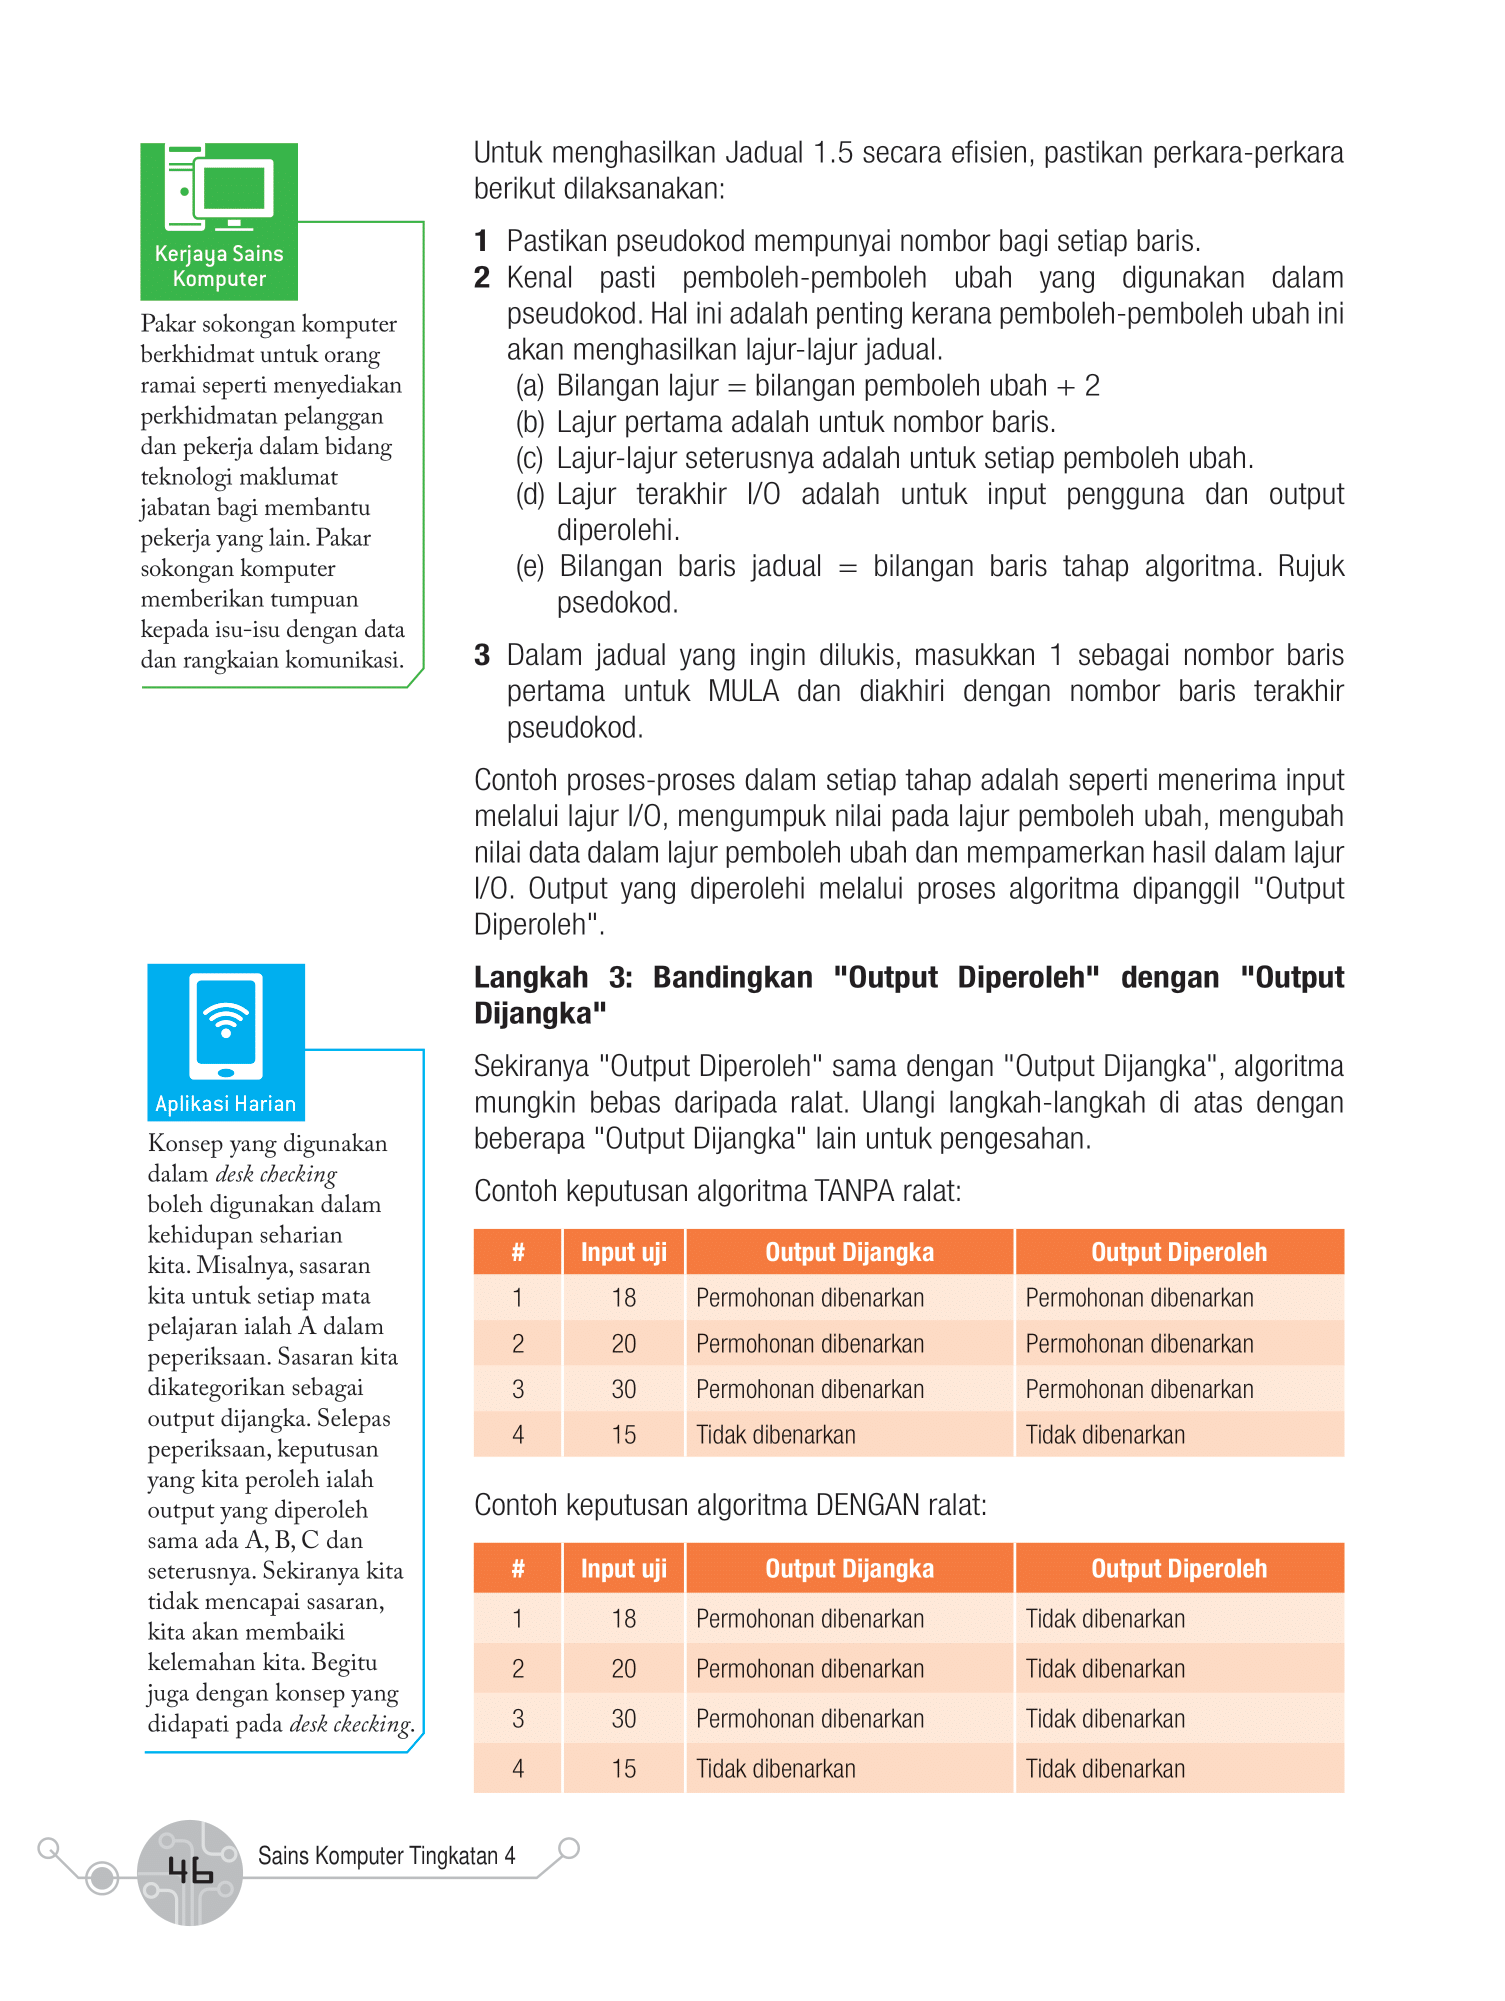 Kerjaya Sains
Komputer
Pakar sokongan komputer
berkhidmat untuk orang
ramai seperti menyediakan
perkhidmatan pelanggan
dan pekerja dalam bidang
teknologi maklumat
jabatan bagi membantu
pekerja yang lain. Pakar
sokongan komputer
memberikan tumpuan
kepada isu-isu dengan data
dan rangkaian komunikasi.
Untuk menghasilkan Jadual 1.5 secara efisien, pastikan perkara-perkara
berikut dilaksanakan:
1 Pastikan pseudokod mempunyai nombor bagi setiap baris.
2 Kenal pasti pemboleh-pemboleh ubah yang digunakan dalam
pseudokod. Hal ini adalah penting kerana pemboleh-pemboleh ubah ini
akan menghasilkan lajur-lajur jadual.
(a) Bilangan lajur = bilangan pemboleh ubah + 2
(b) Lajur pertama adalah untuk nombor baris.
(c) Lajur-lajur seterusnya adalah untuk setiap pemboleh ubah.
(d) Lajur terakhir I/O adalah untuk input pengguna dan output
diperolehi.
(e) Bilangan baris jadual = bilangan baris tahap algoritma. Rujuk
psedokod.
3 Dalam jadual yang ingin dilukis, masukkan 1 sebagai nombor baris
pertama untuk MULA dan diakhiri dengan nombor baris terakhir
pseudokod.
Contoh proses-proses dalam setiap tahap adalah seperti menerima input
melalui lajur I/O, mengumpuk nilai pada lajur pemboleh ubah, mengubah
nilai data dalam lajur pemboleh ubah dan mempamerkan hasil dalam lajur
I/O. Output yang diperolehi melalui proses algoritma dipanggil "Output
Diperoleh".
Aplikasi Harian
Konsep yang digunakan
dalam desk checking
boleh digunakan dalam
kehidupan seharian
kita. Misalnya, sasaran
kita untuk setiap mata
pelajaran ialah A dalam
peperiksaan. Sasaran kita
dikategorikan sebagai
output dijangka. Selepas
peperiksaan, keputusan
yang kita peroleh ialah
output yang diperoleh
sama ada A, B, C dan
seterusnya. Sekiranya kita
tidak mencapai sasaran,
kita akan membaiki
kelemahan kita. Begitu
juga dengan konsep yang
didapati pada desk ckecking.
Langkah 3: Bandingkan "Output Diperoleh" dengan "Output
Dijangka"
Sekiranya "Output Diperoleh" sama dengan "Output Dijangka", algoritma
mungkin bebas daripada ralat. Ulangi langkah-langkah di atas dengan
beberapa "Output Dijangka" lain untuk pengesahan.
Contoh keputusan algoritma TANPA ralat:
# Input uji Output Dijangka Output Diperoleh
1 18 Permohonan dibenarkan Permohonan dibenarkan
2 20 Permohonan dibenarkan Permohonan dibenarkan
3 30 Permohonan dibenarkan Permohonan dibenarkan
4 15 Tidak dibenarkan Tidak dibenarkan
Contoh keputusan algoritma DENGAN ralat:
# Input uji Output Dijangka Output Diperoleh
1 18 Permohonan dibenarkan Tidak dibenarkan
2 20 Permohonan dibenarkan Tidak dibenarkan
3 30 Permohonan dibenarkan Tidak dibenarkan
4 15 Tidak dibenarkan Tidak dibenarkan
46 Sains Komputer Tingkatan 4